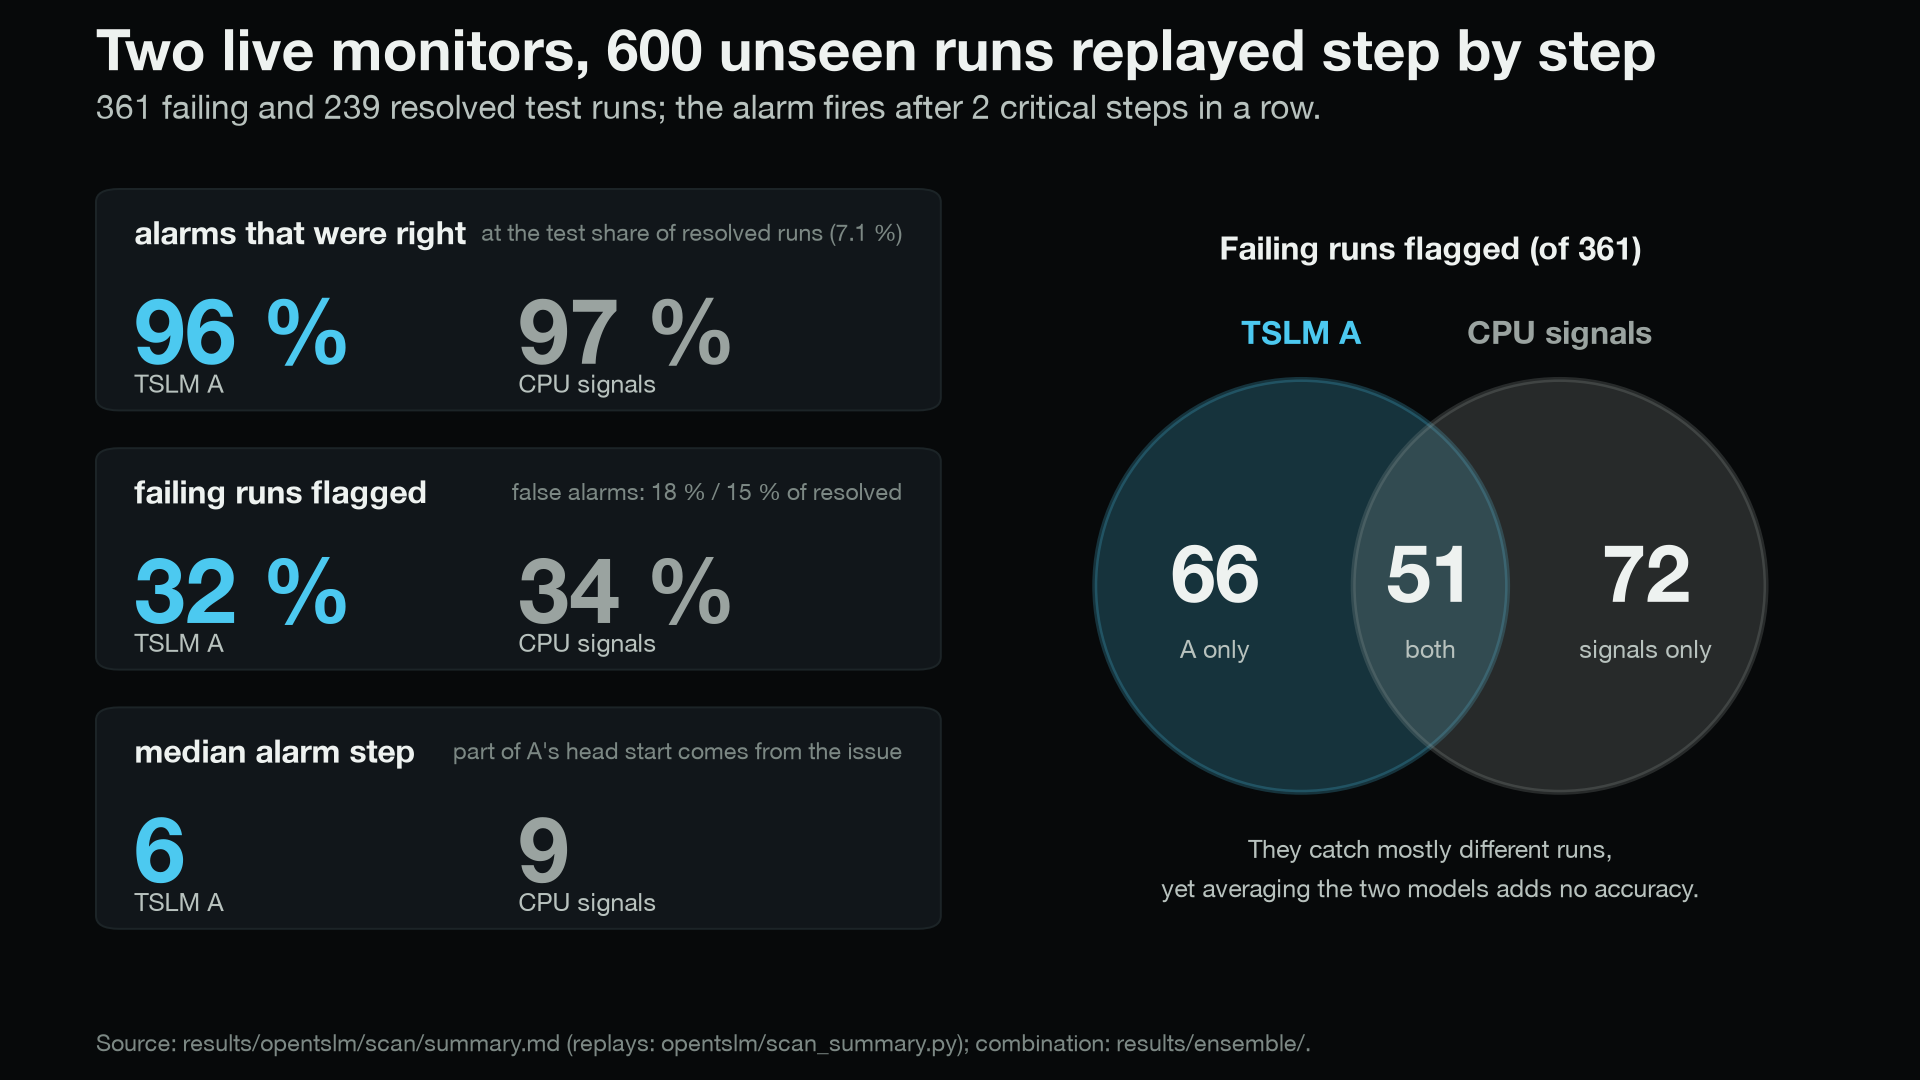 Two live monitors, 600 unseen runs replayed step by step
361 failing and 239 resolved test runs; the alarm fires after 2 critical steps in a row.
alarms that were right at the test share of resolved runs (7.1 %)
96 % 97 %
TSLM A CPU signals
failing runs flagged false alarms: 18 % / 15 % of resolved
32 % 34 %
TSLM A CPU signals
median alarm step part of A's head start comes from the issue
6 9
TSLM A CPU signals
Failing runs flagged (of 361)
TSLM A CPU signals
66 51 72
A only both signals only
They catch mostly different runs,
yet averaging the two models adds no accuracy.
Source: results/opentslm/scan/summary.md (replays: opentslm/scan_summary.py); combination: results/ensemble/.